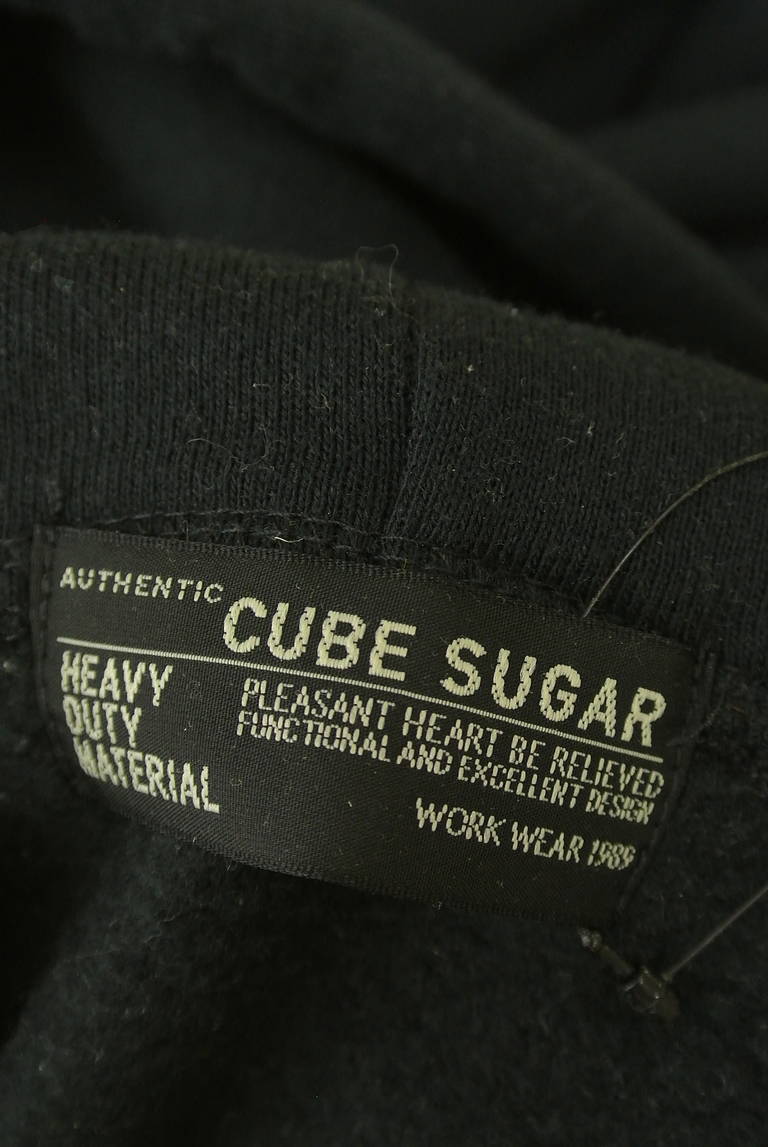 AUTHENTIC CUBE SUGAR
HEAVY
DUTY
MATERIAL
PLEASANT HEART BE RELIEVED
FUNCTIONAL AND EXCELLENT DESIGN
WORK WEAR 1989